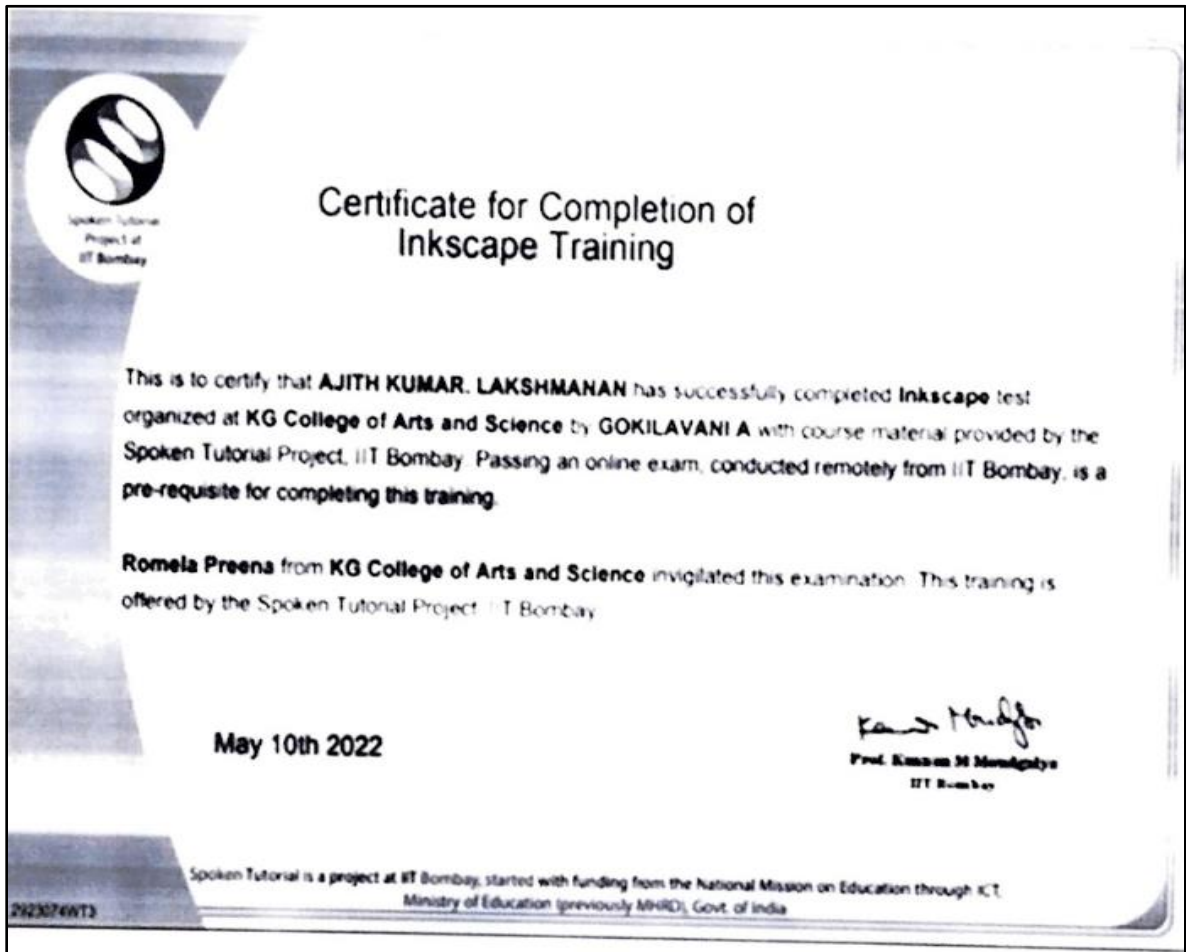 Spoken Tutorial
Project at
IIT Bombay
Certificate for Completion of
Inkscape Training
This is to certify that AJITH KUMAR. LAKSHMANAN has successfully completed Inkscape test
organized at KG College of Arts and Science by GOKILAVANI A with course material provided by the
Spoken Tutorial Project, IIT Bombay. Passing an online exam, conducted remotely from IIT Bombay, is a
pre-requisite for completing this training.
Romela Preena from KG College of Arts and Science invigilated this examination. This training is
offered by the Spoken Tutorial Project, IIT Bombay
May 10th 2022
Prof. Kannan M Moudgalya
IIT Bombay
Spoken Tutorial is a project at IIT Bombay, started with funding from the National Mission on Education through ICT,
Ministry of Education (previously MHRD), Govt. of India
2923074WT3